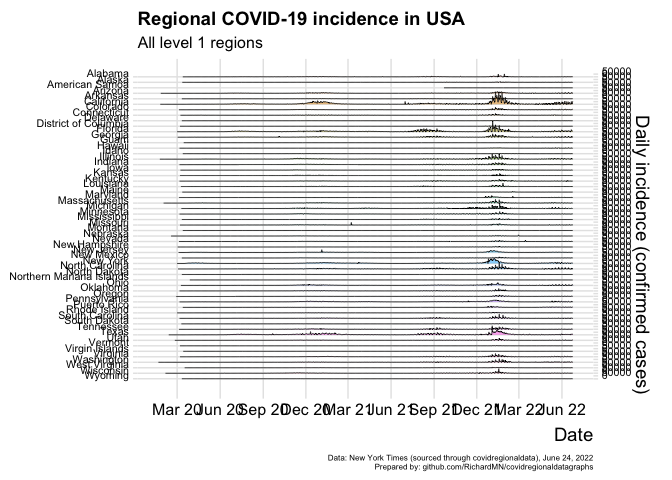 Regional COVID-19 incidence in USA
All level 1 regions
Alabama
Alaska
American Samoa
Arizona
Arkansas
California
Colorado
Connecticut
Delaware
District of Columbia
Florida
Georgia
Guam
Hawaii
Idaho
Illinois
Indiana
Iowa
Kansas
Kentucky
Louisiana
Maine
Maryland
Massachusetts
Michigan
Minnesota
Mississippi
Missouri
Montana
Nebraska
Nevada
New Hampshire
New Jersey
New Mexico
New York
North Carolina
North Dakota
Northern Mariana Islands
Ohio
Oklahoma
Oregon
Pennsylvania
Puerto Rico
Rhode Island
South Carolina
South Dakota
Tennessee
Texas
Utah
Vermont
Virgin Islands
Virginia
Washington
West Virginia
Wisconsin
Wyoming
50000
0
Daily incidence (confirmed cases)
Mar 20 Jun 20 Sep 20 Dec 20 Mar 21 Jun 21 Sep 21 Dec 21 Mar 22 Jun 22
Date
Data: New York Times (sourced through covidregionaldata), June 24, 2022
Prepared by: github.com/RichardMN/covidregionaldatagraphs